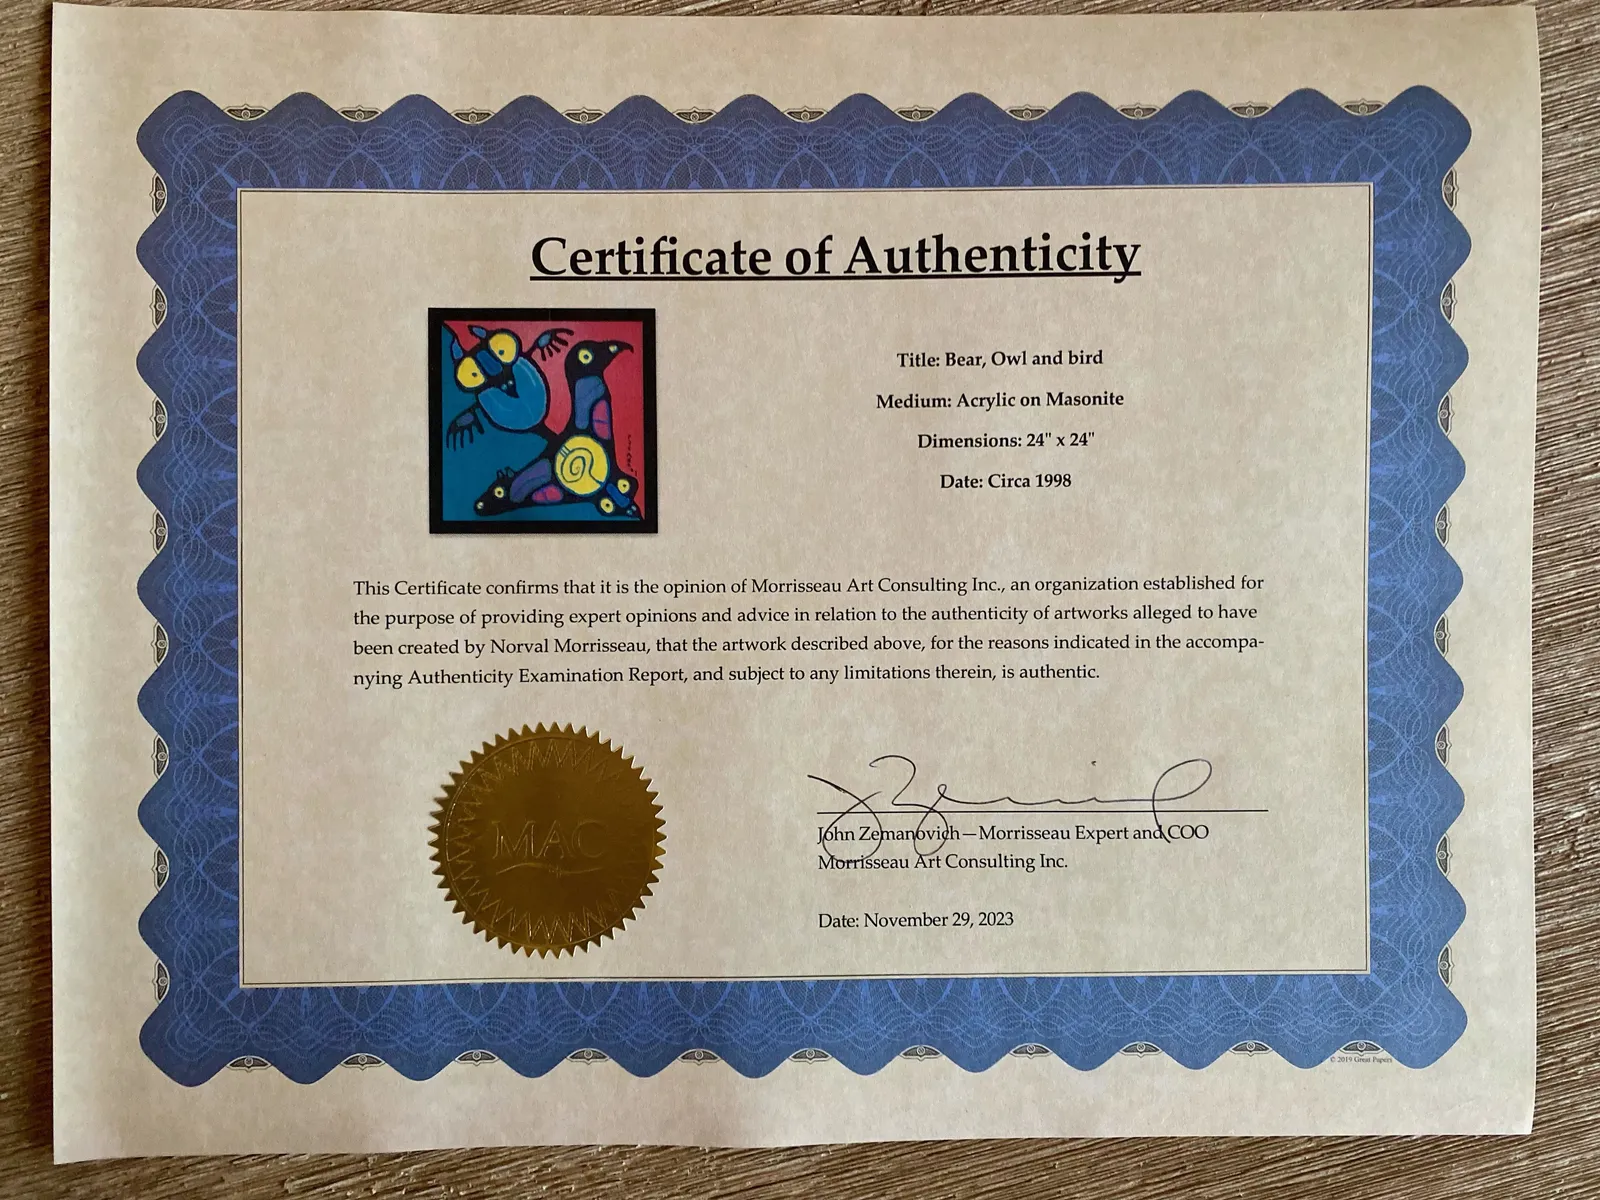 Certificate of Authenticity
Title: Bear, Owl and bird
Medium: Acrylic on Masonite
Dimensions: 24" x 24"
Date: Circa 1998
This Certificate confirms that it is the opinion of Morrisseau Art Consulting Inc., an organization established for
the purpose of providing expert opinions and advice in relation to the authenticity of artworks alleged to have
been created by Norval Morrisseau, that the artwork described above, for the reasons indicated in the accompa-
nying Authenticity Examination Report, and subject to any limitations therein, is authentic.
MAC
John Zemanovich—Morrisseau Expert and COO
Morrisseau Art Consulting Inc.
Date: November 29, 2023
© 2019 Great Papers